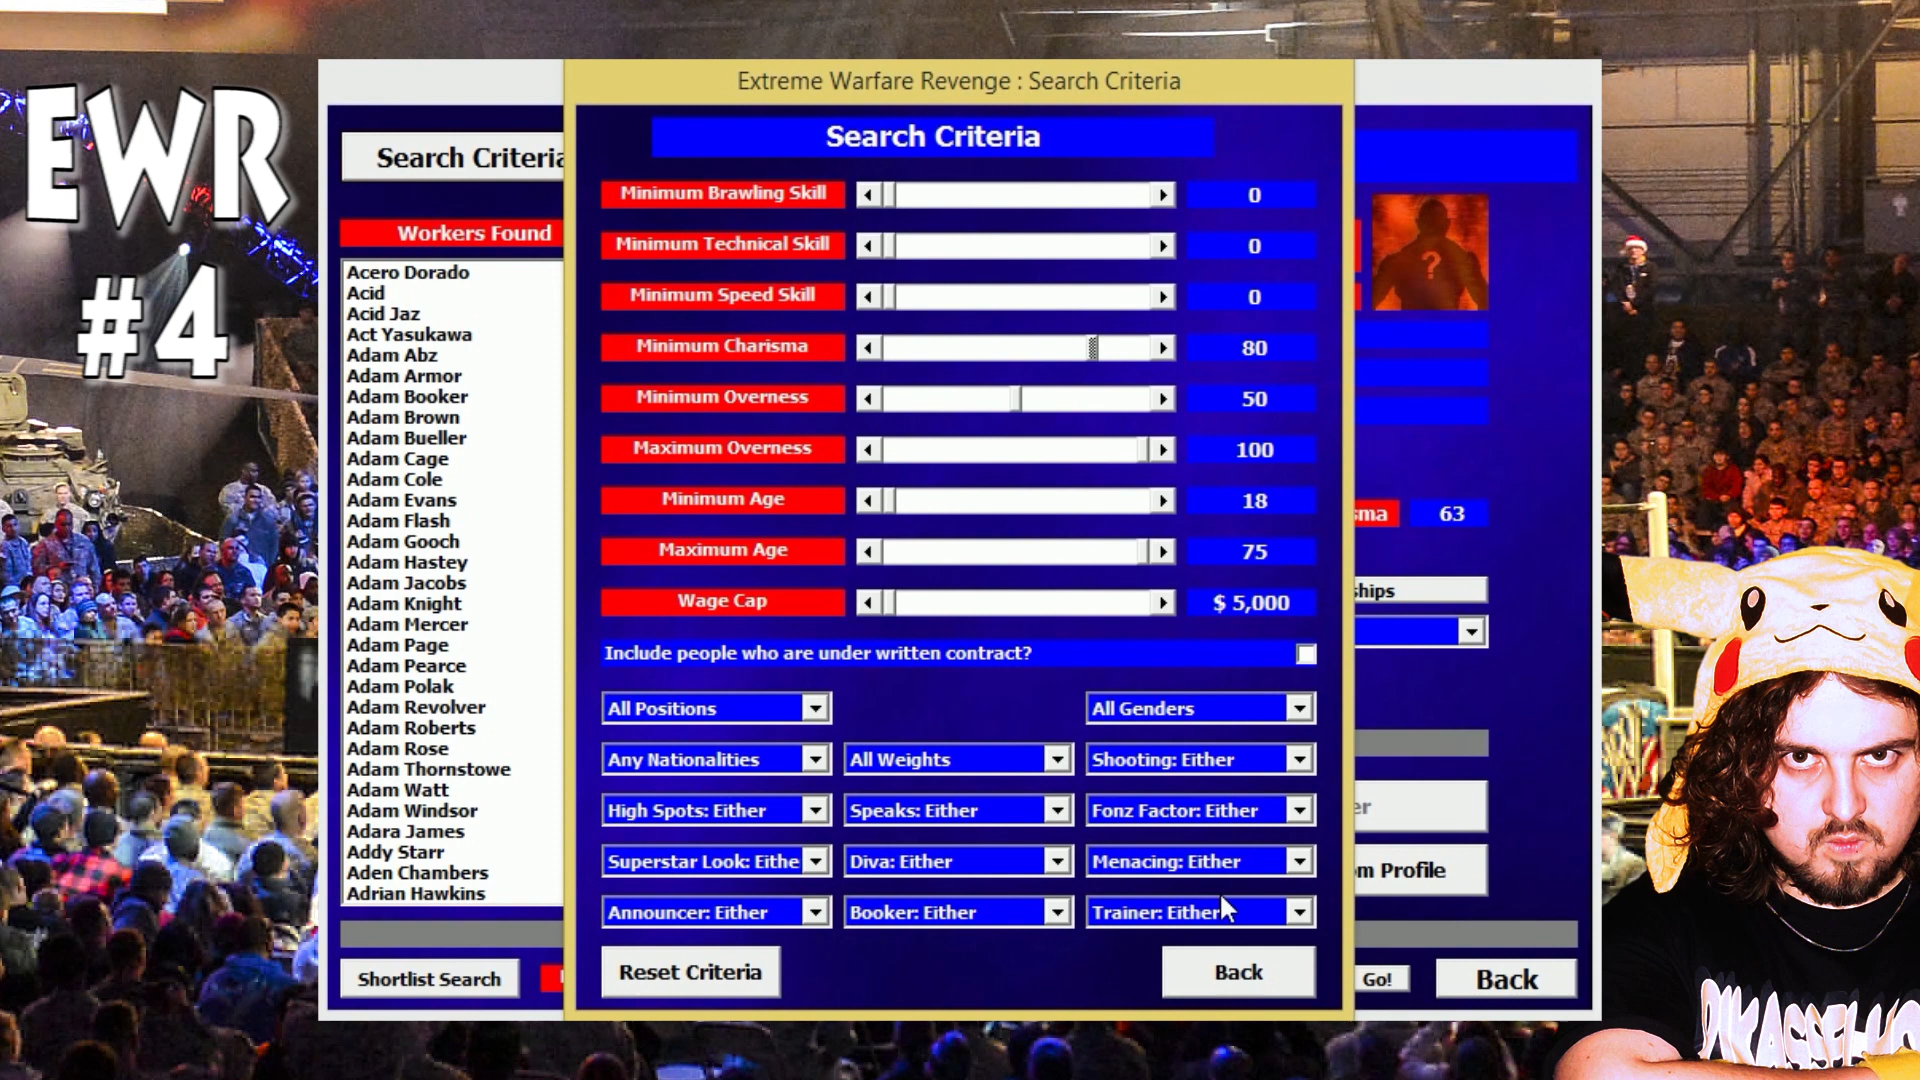 EWR
#4
Extreme Warfare Revenge : Search Criteria
Search Criteria
Workers Found
Acero Dorado
Acid
Acid Jaz
Act Yasukawa
Adam Abz
Adam Armor
Adam Booker
Adam Brown
Adam Bueller
Adam Cage
Adam Cole
Adam Evans
Adam Flash
Adam Gooch
Adam Hastey
Adam Jacobs
Adam Knight
Adam Mercer
Adam Page
Adam Pearce
Adam Polak
Adam Revolver
Adam Roberts
Adam Rose
Adam Thornstowe
Adam Watt
Adam Windsor
Adara James
Addy Starr
Aden Chambers
Adrian Hawkins
Shortlist Search
Search Criteria
Minimum Brawling Skill 0
Minimum Technical Skill 0
Minimum Speed Skill 0
Minimum Charisma 80
Minimum Overness 50
Maximum Overness 100
Minimum Age 18
Maximum Age 75
Wage Cap $ 5,000
Include people who are under written contract?
All Positions All Genders
Any Nationalities All Weights Shooting: Either
High Spots: Either Speaks: Either Fonz Factor: Either
Superstar Look: Eithe Diva: Either Menacing: Either
Announcer: Either Booker: Either Trainer: Either
Reset Criteria Back
?
sma 63
ships
er
m Profile
Go! Back